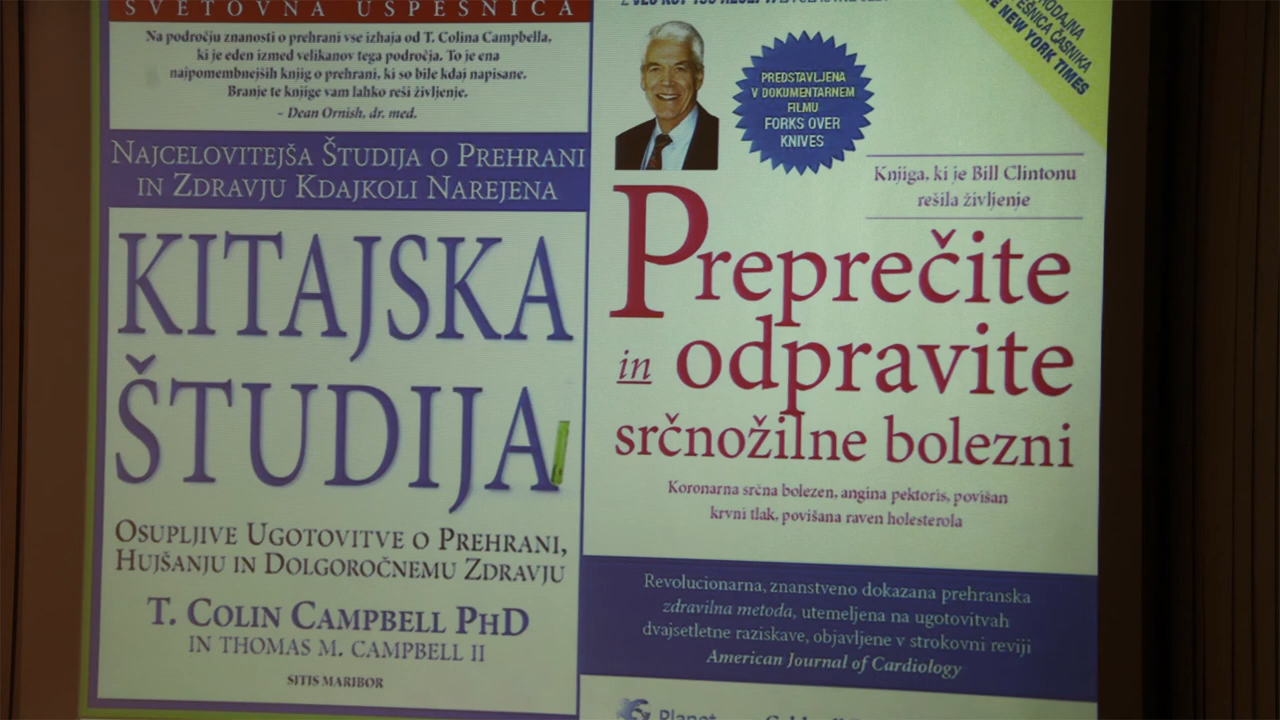 SVETOVNA USPEŠNICA
Na področju znanosti o prehrani vse izhaja od T. Colina Campbella,
ki je eden izmed velikanov tega področja. To je ena
najpomembnejših knjig o prehrani, ki so bile kdaj napisane.
Branje te knjige vam lahko reši življenje.
– Dean Ornish, dr. med.
NAJCELOVITEJŠA ŠTUDIJA O PREHRANI
IN ZDRAVJU KDAJKOLI NAREJENA
KITAJSKA
ŠTUDIJA
OSUPLJIVE UGOTOVITVE O PREHRANI,
HUJŠANJU IN DOLGOROČNEMU ZDRAVJU
T. COLIN CAMPBELL PHD
IN THOMAS M. CAMPBELL II
SITIS MARIBOR
PREDSTAVLJENA
V DOKUMENTARNEM
FILMU
FORKS OVER
KNIVES
ČASNIKA
THE NEW YORK TIMES
Knjiga, ki je Bill Clintonu
rešila življenje
Preprečite
in odpravite
srčnožilne bolezni
Koronarna srčna bolezen, angina pektoris, povišan
krvni tlak, povišana raven holesterola
Revolucionarna, znanstveno dokazana prehranska
zdravilna metoda, utemeljena na ugotovitvah
dvajsetletne raziskave, objavljene v strokovni reviji
American Journal of Cardiology
Planet